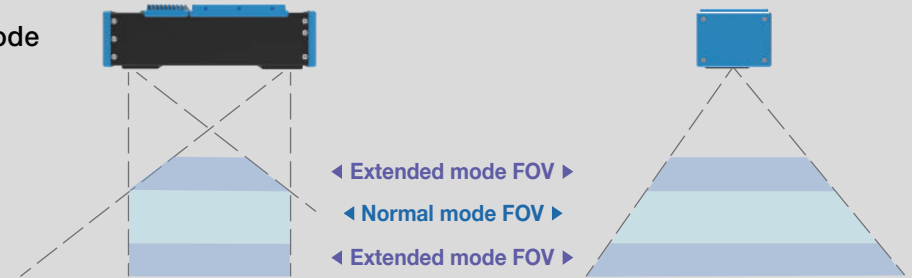 ode
◀ Extended mode FOV ▶
◀ Normal mode FOV ▶
◀ Extended mode FOV ▶